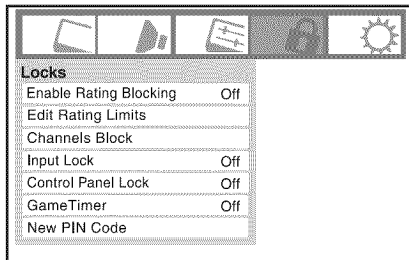 Locks
Enable Rating Blocking Off
Edit Rating Limits
Channels Block
Input Lock Off
Control Panel Lock Off
GameTimer Off
New PIN Code